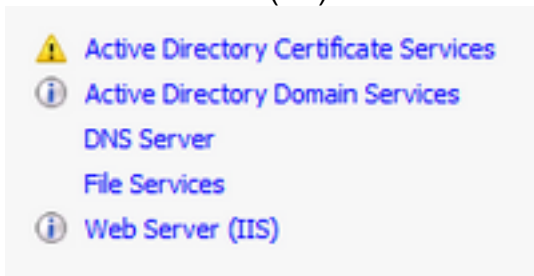 Active Directory Certificate Services
Active Directory Domain Services
DNS Server
File Services
Web Server (IIS)